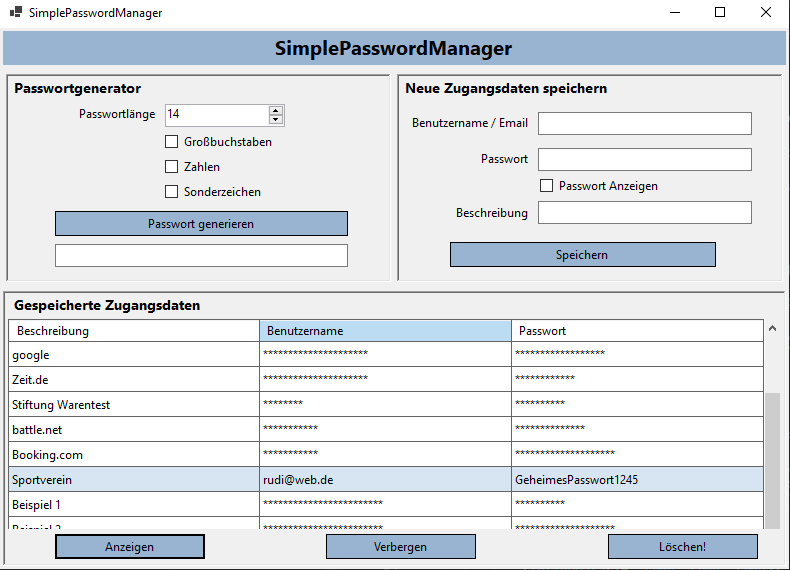 SimplePasswordManager
SimplePasswordManager
Passwortgenerator
Passwortlänge 14
Großbuchstaben
Zahlen
Sonderzeichen
Passwort generieren
Neue Zugangsdaten speichern
Benutzername / Email
Passwort
Passwort Anzeigen
Beschreibung
Speichern
Gespeicherte Zugangsdaten
Beschreibung Benutzername Passwort
google ********************* ******************
Zeit.de ********************* ************
Stiftung Warentest ******** **********
battle.net *********** **************
Booking.com *********** ********************
Sportverein rudi@web.de GeheimesPasswort1245
Beispiel 1 ************************ **********
Beispiel 2 ************************ ********************
Anzeigen Verbergen Löschen!